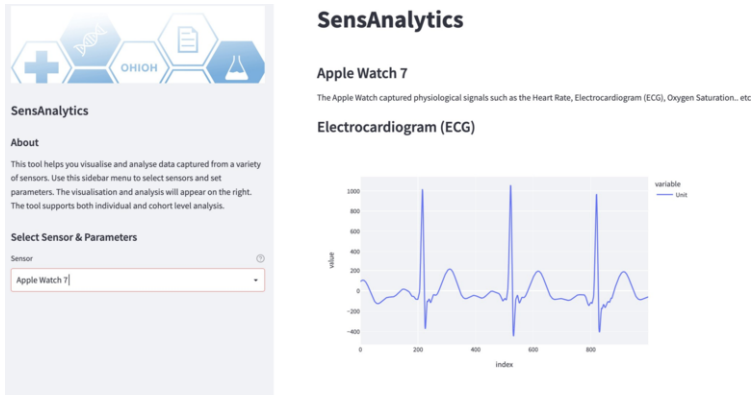 OHIOH
SensAnalytics
About
This tool helps you visualise and analyse data captured from a variety
of sensors. Use this sidebar menu to select sensors and set
parameters. The visualisation and analysis will appear on the right.
The tool supports both individual and cohort level analysis.
Select Sensor & Parameters
Sensor
Apple Watch 7
SensAnalytics
Apple Watch 7
The Apple Watch captured physiological signals such as the Heart Rate, Electrocardiogram (ECG), Oxygen Saturation.. etc
Electrocardiogram (ECG)
variable
Unit
value
1000
800
600
400
200
0
−200
−400
0
200
400
600
800
index